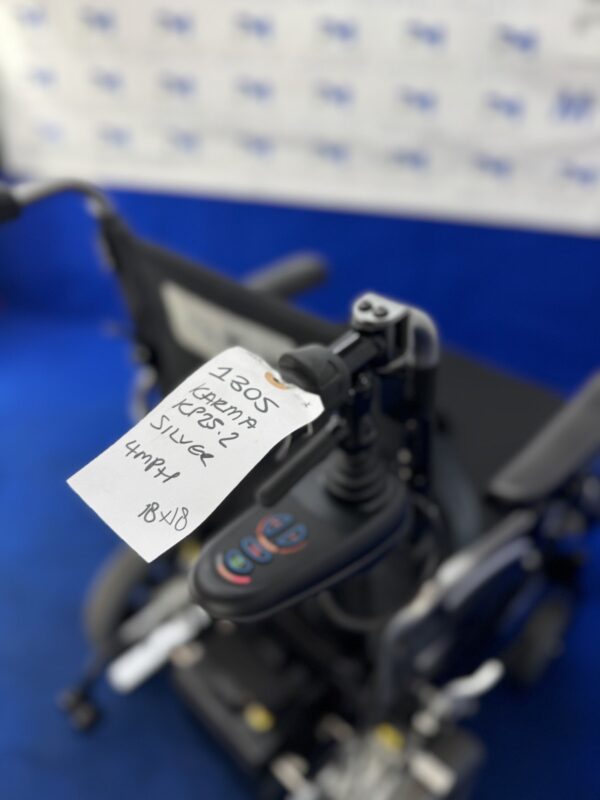 1305
KARMA
KP25.2
SILVER
4MPH
18x18